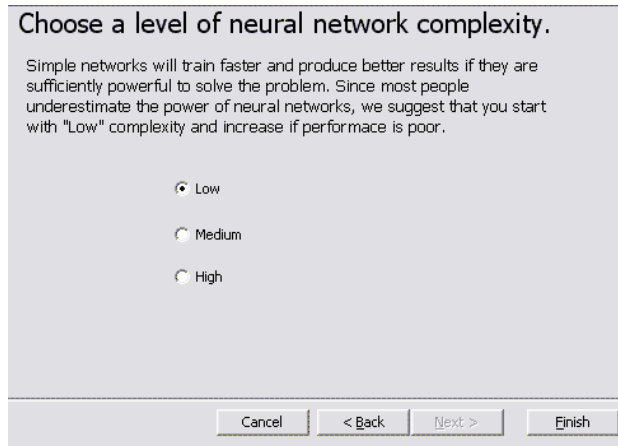 Choose a level of neural network complexity.
Simple networks will train faster and produce better results if they are
sufficiently powerful to solve the problem. Since most people
underestimate the power of neural networks, we suggest that you start
with "Low" complexity and increase if performace is poor.
Low
Medium
High
Cancel
< Back
Next >
Finish